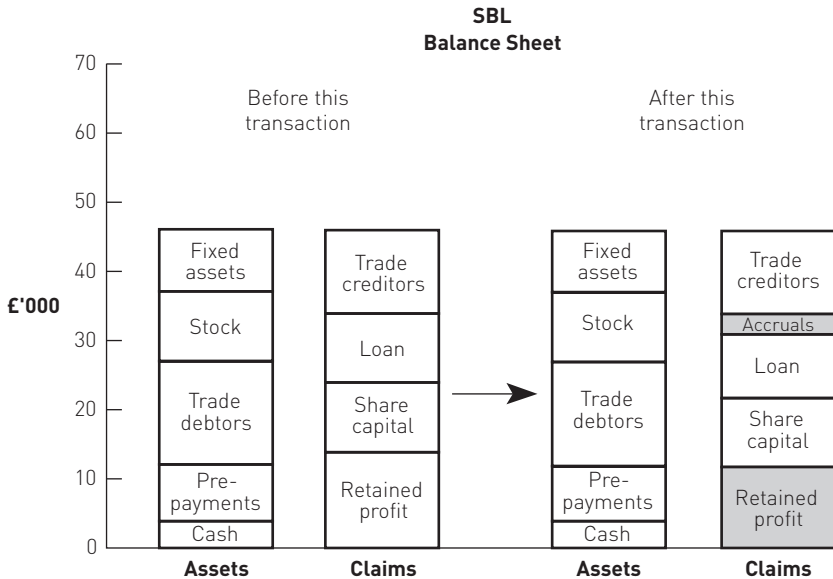 SBL
Balance Sheet
Before this
transaction
After this
transaction
£'000
70
60
50
40
30
20
10
0
Fixed
assets
Stock
Trade
debtors
Pre-
payments
Cash
Assets
Trade
creditors
Loan
Share
capital
Retained
profit
Claims
Fixed
assets
Stock
Trade
debtors
Pre-
payments
Cash
Assets
Trade
creditors
Accruals
Loan
Share
capital
Retained
profit
Claims